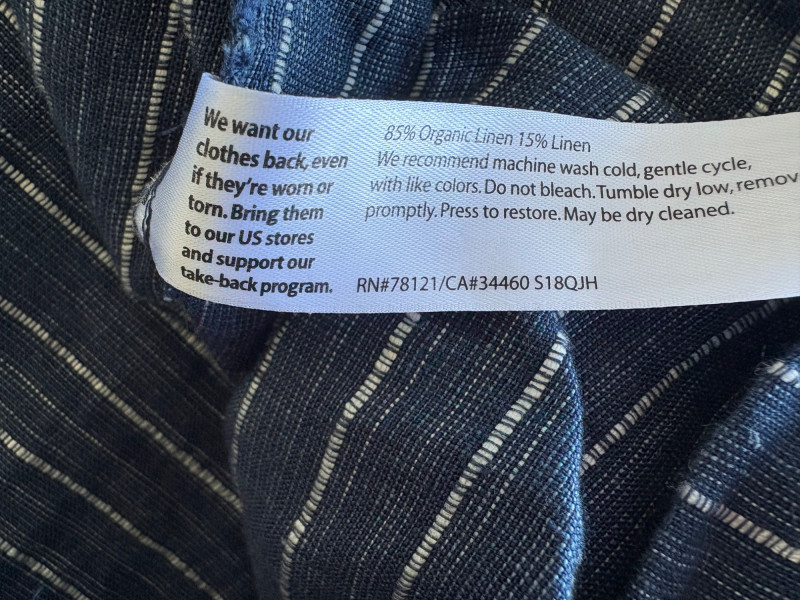 We want our
clothes back, even
if they're worn or
torn. Bring them
to our US stores
and support our
take-back program.
85% Organic Linen 15% Linen
We recommend machine wash cold, gentle cycle,
with like colors. Do not bleach. Tumble dry low, remov
promptly. Press to restore. May be dry cleaned.
RN#78121/CA#34460 S18QJH